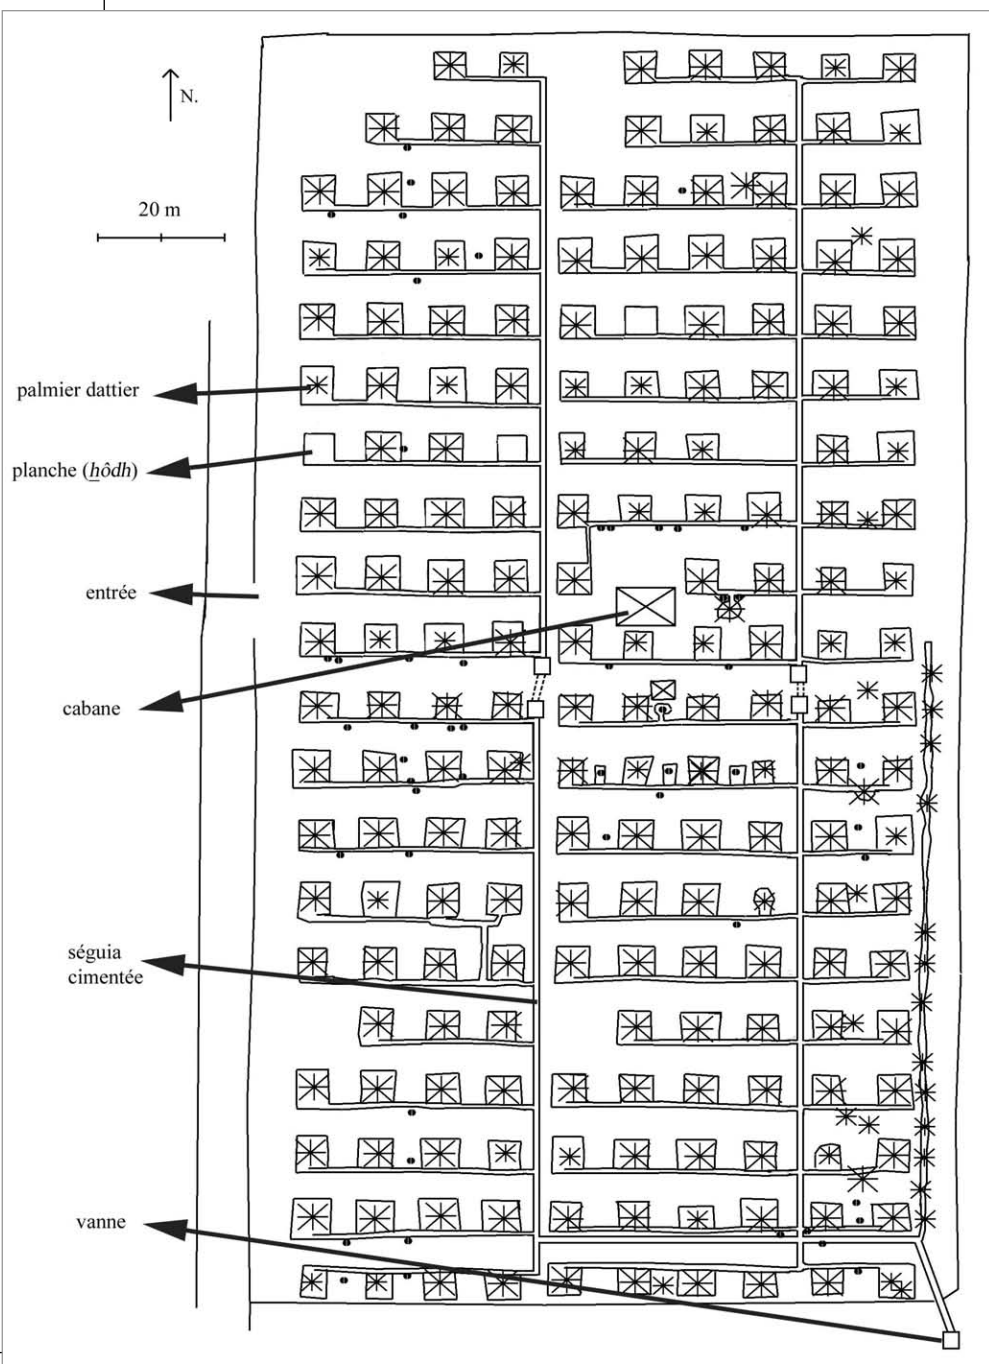 N.
20 m
palmier dattier
planche (hôdh)
entrée
cabane
séguia
cimentée
vanne